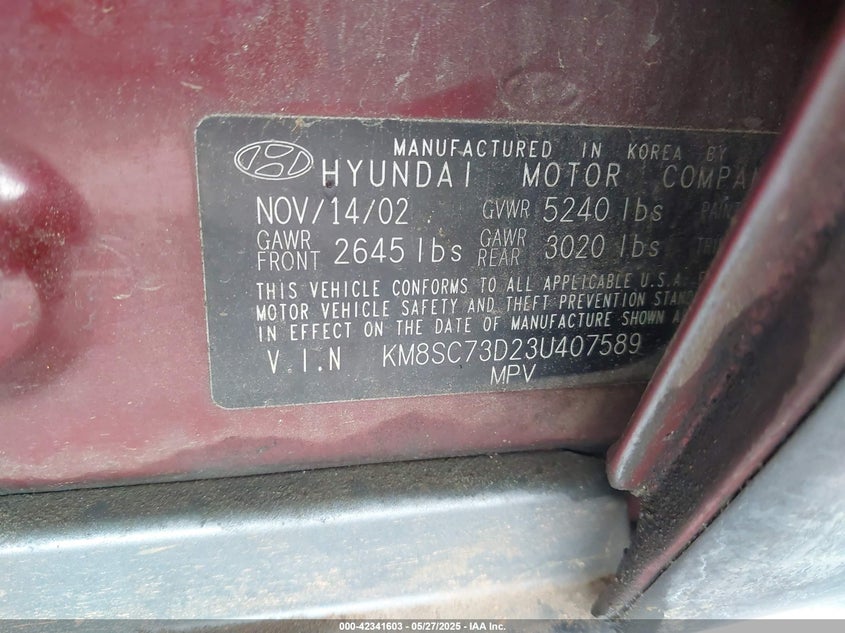 MANUFACTURED IN KOREA BY
HYUNDAI MOTOR
NOV/14/02 GVWR 5240 lbs
GAWR FRONT 2645 lbs GAWR REAR 3020 lbs
THIS VEHICLE CONFORMS TO ALL APPLICABLE U.S.A.
MOTOR VEHICLE SAFETY AND THEFT PREVENTION
IN EFFECT ON THE DATE OF MANUFACTURE SHOWN
V I.N KM8SC73D23U407589
MPV
000-42341603 - 05/27/2025 - IAA Inc.